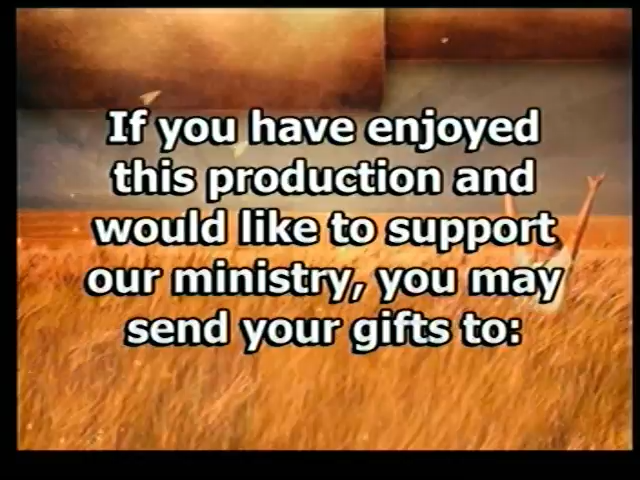 If you have enjoyed
this production and
would like to support
our ministry, you may
send your gifts to: